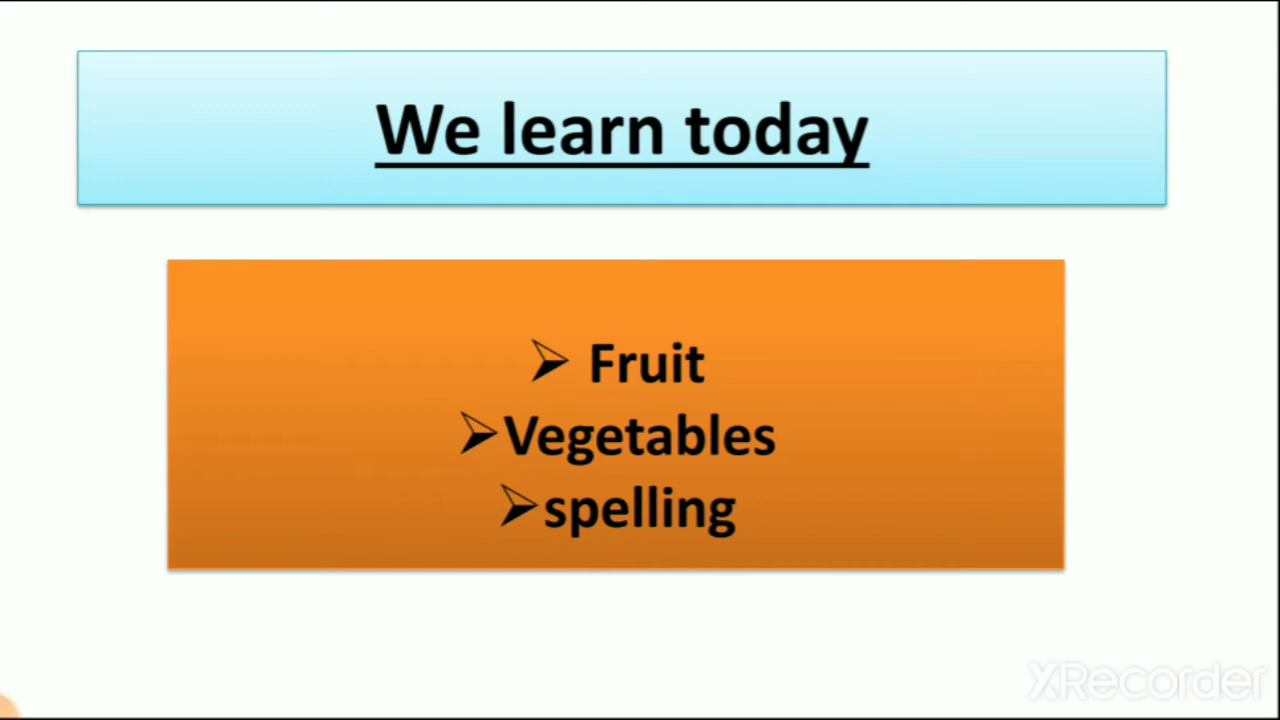 We learn today
➢ Fruit
➢Vegetables
➢spelling
XRecorder